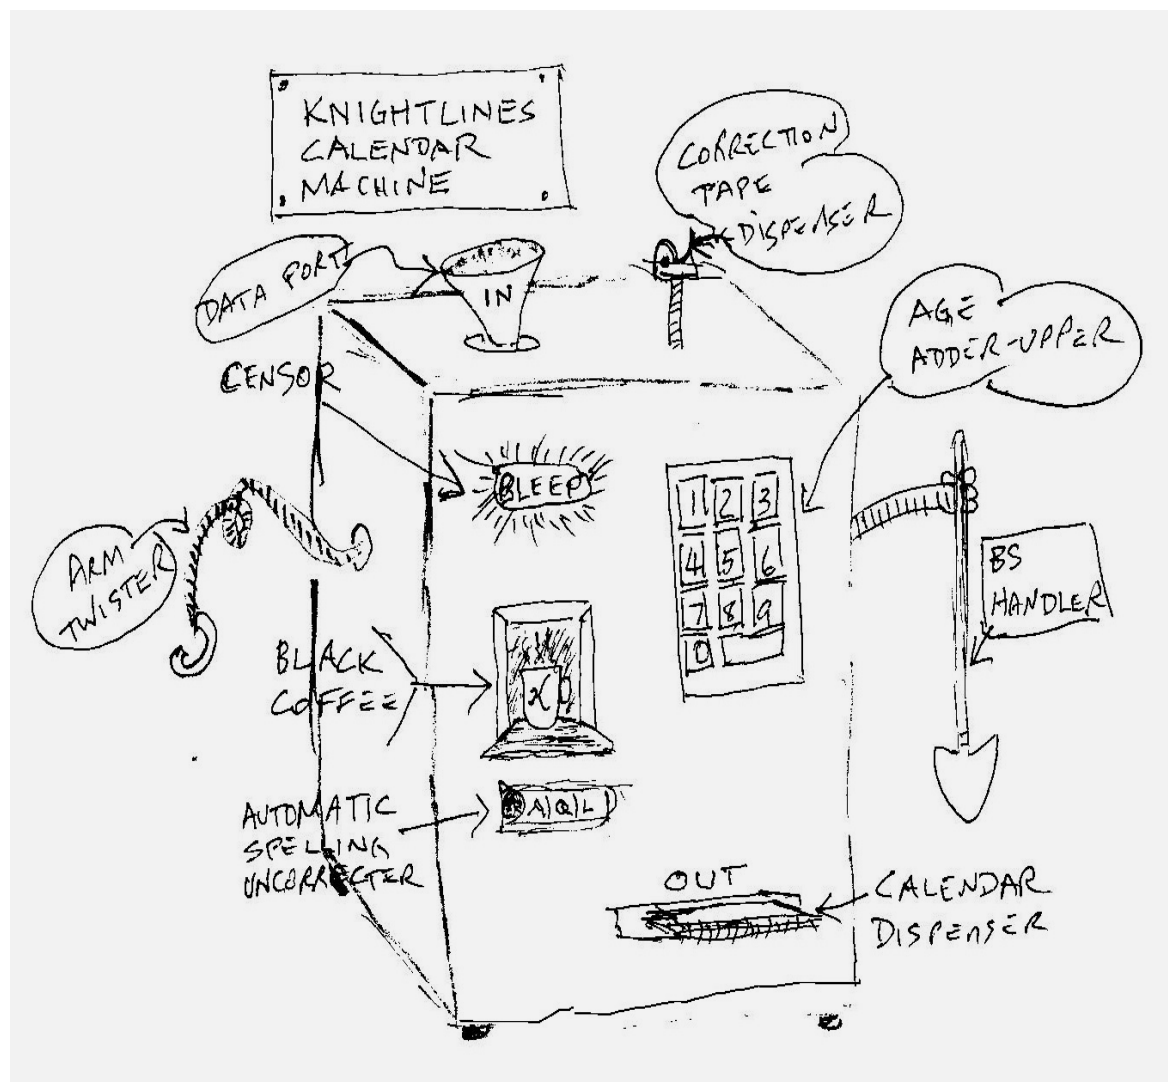 KNIGHTLINES
CALENDAR
MACHINE
CORRECTION
TAPE
DISPENSER
DATA PORT
IN
AGE
ADDER-UPPER
CENSOR
BLEEP
1 2 3
4 5 6
7 8 9
0
ARM
TWISTER
BS
HANDLER
BLACK
COFFEE
AUTOMATIC
SPELLING
UNCORRECTER
A|Q|L
OUT
CALENDAR
DISPENSER